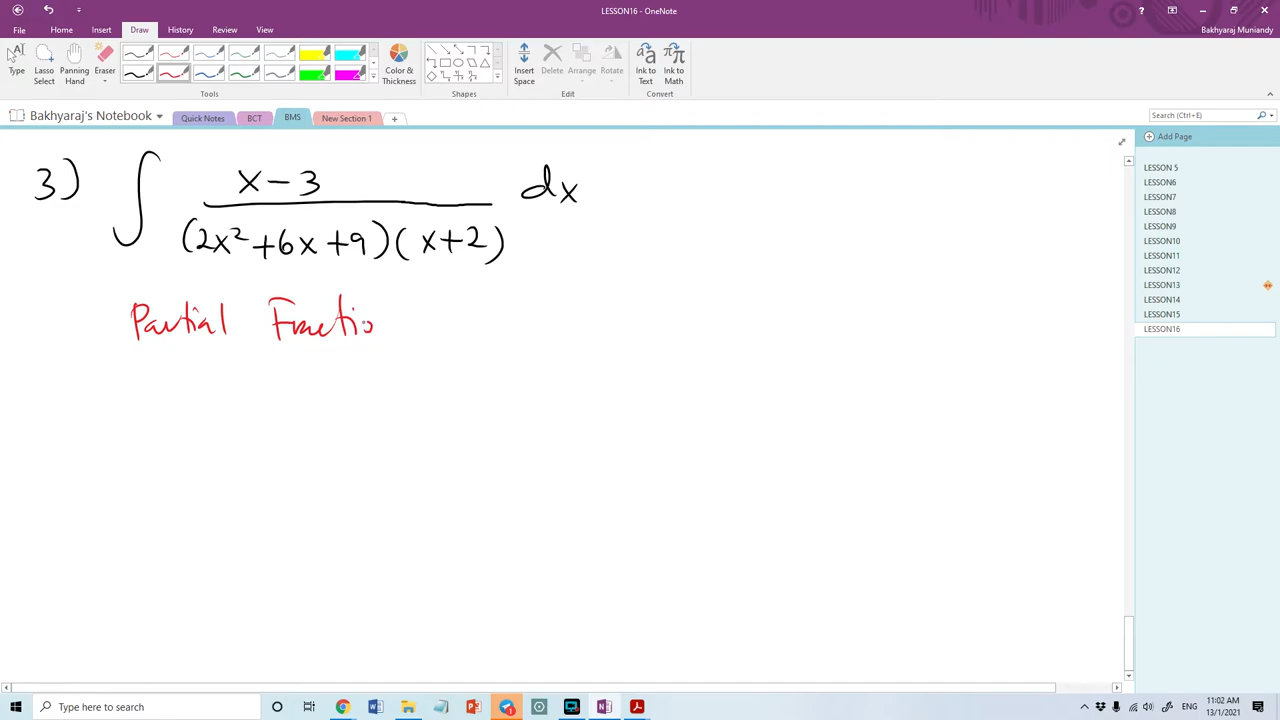 LESSON16 - OneNote
Bakhyaraj Muniandy
File Home Insert Draw History Review View
Type Lasso Select Panning Hand Eraser Color & Thickness Insert Space Delete Arrange Rotate Ink to Text Ink to Math
Tools Shapes Edit Convert
Bakhyaraj's Notebook Quick Notes BCT BMS New Section 1 Search (Ctrl+E)
Add Page
LESSON 5
LESSON6
LESSON7
LESSON8
LESSON9
LESSON10
LESSON11
LESSON12
LESSON13
LESSON14
LESSON15
LESSON16
3) ∫ x-3 dx
(2x²+6x+9)(x+2)
Partial Fractio
Type here to search
11:02 AM
13/1/2021